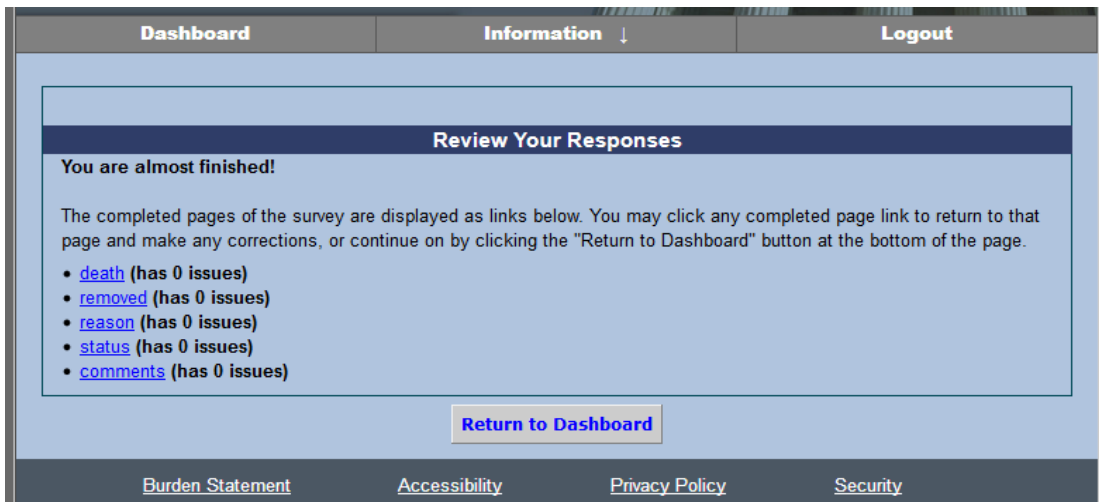 Dashboard Information ↓ Logout
Review Your Responses
You are almost finished!
The completed pages of the survey are displayed as links below. You may click any completed page link to return to that
page and make any corrections, or continue on by clicking the "Return to Dashboard" button at the bottom of the page.
• death (has 0 issues)
• removed (has 0 issues)
• reason (has 0 issues)
• status (has 0 issues)
• comments (has 0 issues)
Return to Dashboard
Burden Statement Accessibility Privacy Policy Security